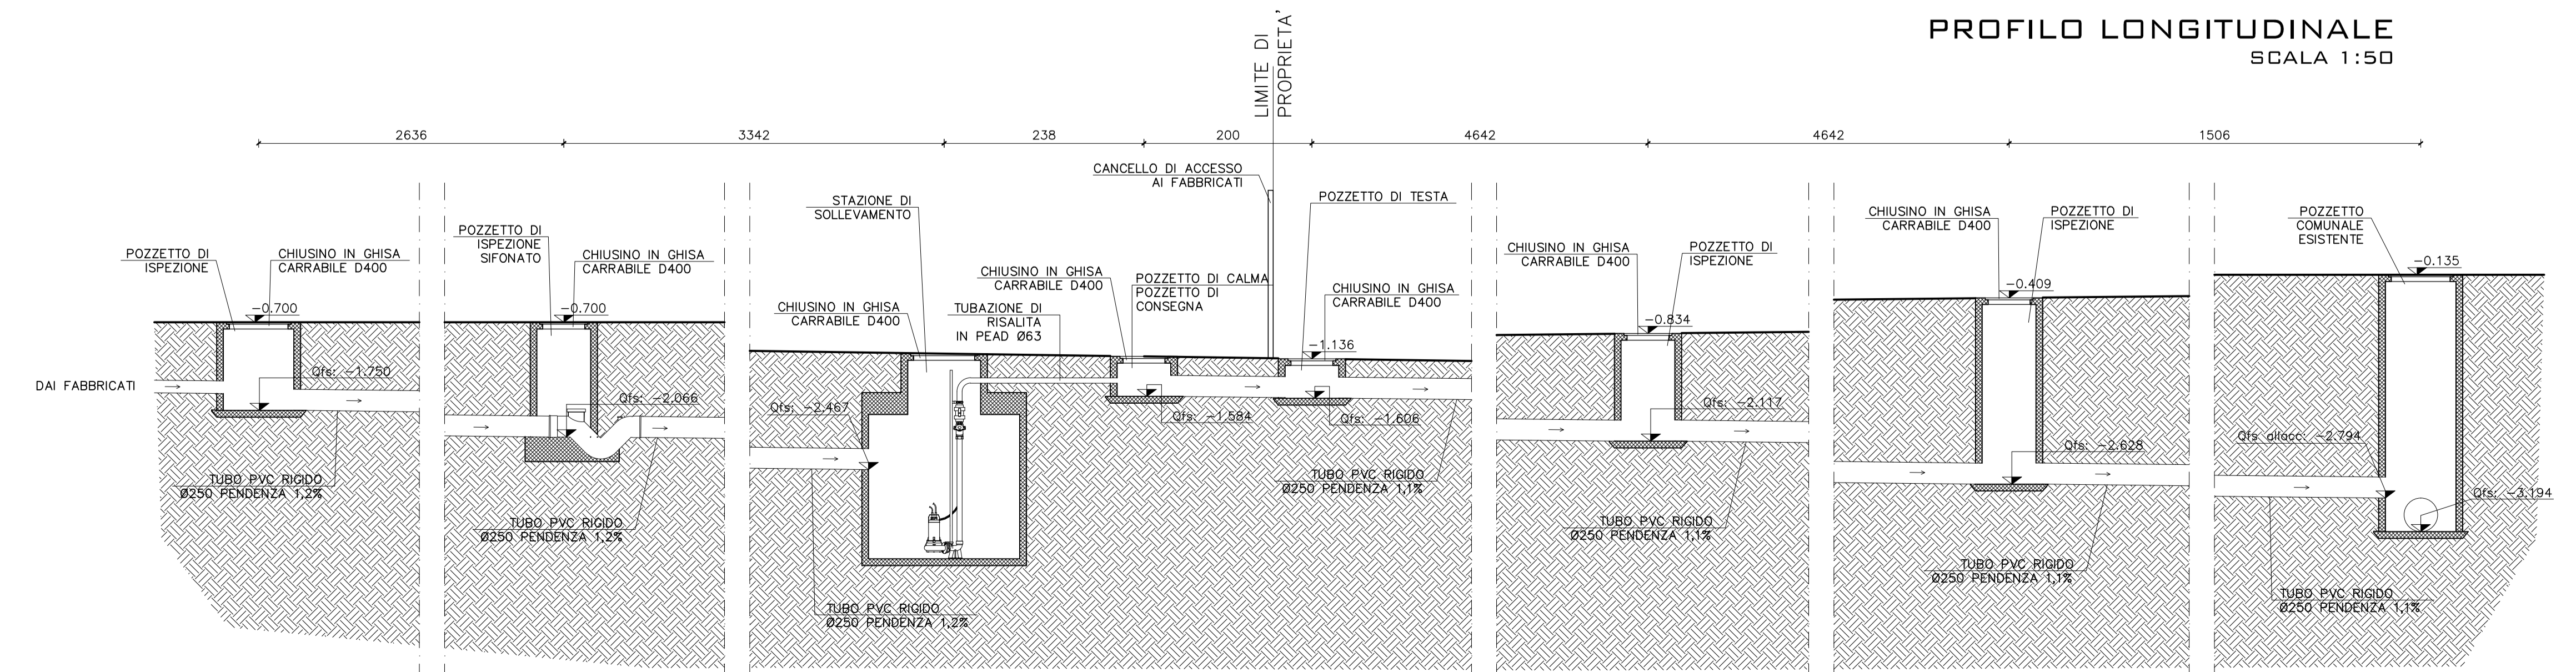 PROFILO LONGITUDINALE
SCALA 1:50
LIMITE DI
PROPRIETA'
2636
3342
238
200
4642
4642
1506
DAI FABBRICATI
POZZETTO DI
ISPEZIONE
CHIUSINO IN GHISA
CARRABILE D400
-0.700
Qfs: -1.750
TUBO PVC RIGIDO
Ø250 PENDENZA 1,2%
POZZETTO DI
ISPEZIONE
SIFONATO
CHIUSINO IN GHISA
CARRABILE D400
-0.700
Qfs: -2.066
TUBO PVC RIGIDO
Ø250 PENDENZA 1,2%
STAZIONE DI
SOLLEVAMENTO
CHIUSINO IN GHISA
CARRABILE D400
Qfs: -2.467
TUBO PVC RIGIDO
Ø250 PENDENZA 1,2%
TUBAZIONE DI
RISALITA
IN PEAD Ø63
CHIUSINO IN GHISA
CARRABILE D400
POZZETTO DI CALMA
POZZETTO DI
CONSEGNA
Qfs: -1.584
CANCELLO DI ACCESSO
AI FABBRICATI
POZZETTO DI TESTA
CHIUSINO IN GHISA
CARRABILE D400
-1.136
Qfs: -1.606
TUBO PVC RIGIDO
Ø250 PENDENZA 1,1%
CHIUSINO IN GHISA
CARRABILE D400
POZZETTO DI
ISPEZIONE
-0.834
Qfs: -2.117
TUBO PVC RIGIDO
Ø250 PENDENZA 1,1%
CHIUSINO IN GHISA
CARRABILE D400
POZZETTO DI
ISPEZIONE
-0.409
Qfs: -2.628
TUBO PVC RIGIDO
Ø250 PENDENZA 1,1%
POZZETTO
COMUNALE
ESISTENTE
-0.135
Qfs allacc: -2.794
Qfs: -3.194
TUBO PVC RIGIDO
Ø250 PENDENZA 1,1%